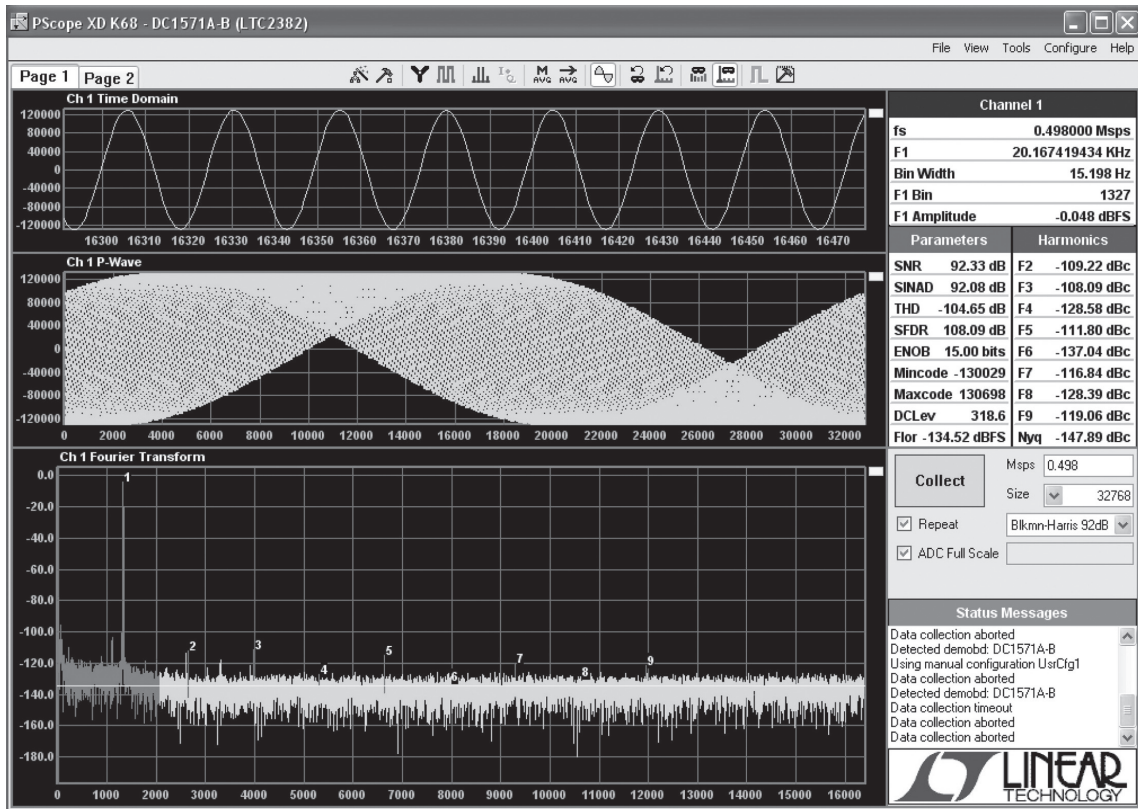 PScope XD K68 - DC1571A-B (LTC2382)
File View Tools Configure Help
Page 1 Page 2
M AVG AVG
Ch 1 Time Domain
120000
80000
40000
0
-40000
-80000
-120000
16300 16310 16320 16330 16340 16350 16360 16370 16380 16390 16400 16410 16420 16430 16440 16450 16460 16470
Ch 1 P-Wave
120000
80000
40000
0
-40000
-80000
-120000
0 2000 4000 6000 8000 10000 12000 14000 16000 18000 20000 22000 24000 26000 28000 30000 32000
Ch 1 Fourier Transform
0.0
-20.0
-40.0
-60.0
-80.0
-100.0
-120.0
-140.0
-160.0
-180.0
1
2 3 4 5 6 7 8 9
0 1000 2000 3000 4000 5000 6000 7000 8000 9000 10000 11000 12000 13000 14000 15000 16000
Channel 1
fs 0.498000 Msps
F1 20.167419434 KHz
Bin Width 15.198 Hz
F1 Bin 1327
F1 Amplitude -0.048 dBFS
Parameters Harmonics
SNR 92.33 dB F2 -109.22 dBc
SINAD 92.08 dB F3 -108.09 dBc
THD -104.65 dB F4 -128.58 dBc
SFDR 108.09 dB F5 -111.80 dBc
ENOB 15.00 bits F6 -137.04 dBc
Mincode -130029 F7 -116.84 dBc
Maxcode 130698 F8 -128.39 dBc
DCLev 318.6 F9 -119.06 dBc
Flor -134.52 dBFS Nyq -147.89 dBc
Collect
Msps 0.498
Size 32768
Repeat Blkmn-Harris 92dB
ADC Full Scale
Status Messages
Data collection aborted
Detected demobd: DC1571A-B
Using manual configuration UsrCfg1
Data collection aborted
Detected demobd: DC1571A-B
Data collection timeout
Data collection aborted
Data collection aborted
LINEAR
TECHNOLOGY